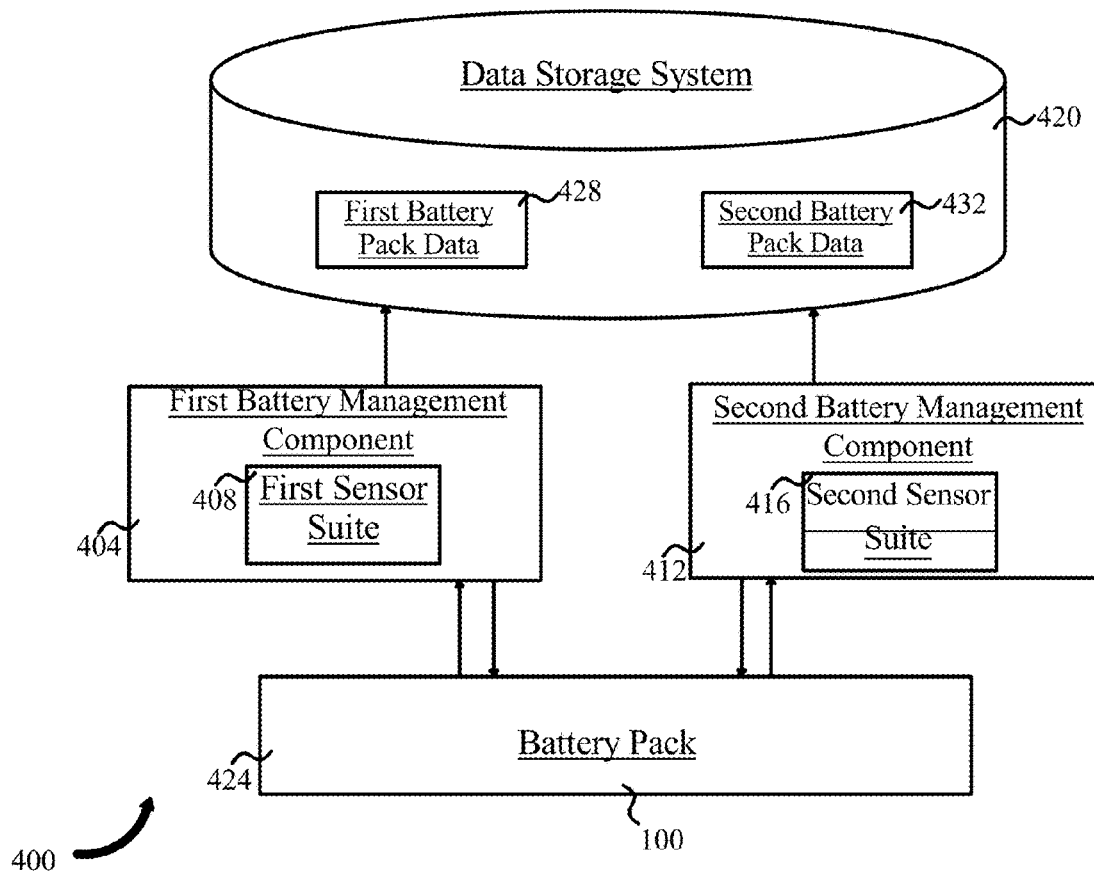 Data Storage System
420
First Battery
Pack Data
428
Second Battery
Pack Data
432
First Battery Management
Component
408
First Sensor
Suite
404
Second Battery Management
Component
416
Second Sensor
Suite
412
Battery Pack
424
100
400